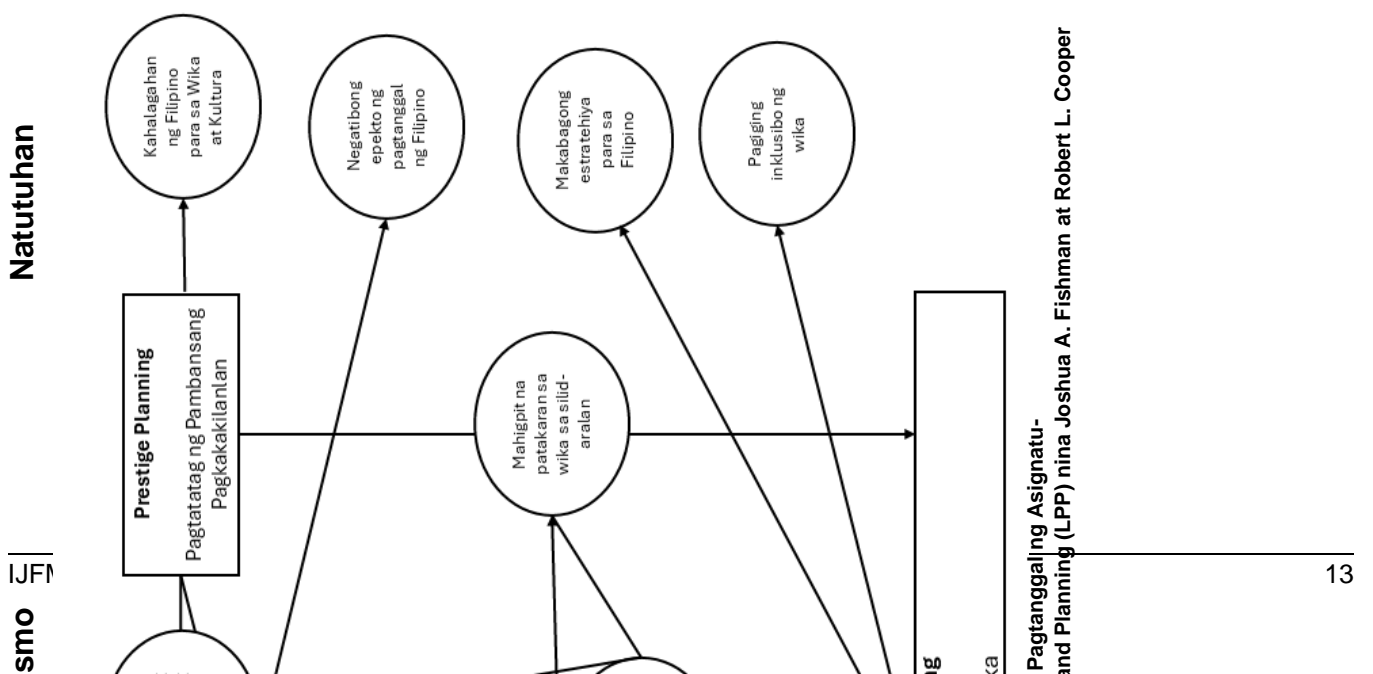 Natutuhan
smo
Kahalagahan
ng Filipino
para sa Wika
at Kultura
Negatibong
epekto ng
pagtanggal
ng Filipino
Makabagong
estratehiya
para sa
Filipino
Pagiging
inklusibo ng
wika
Prestige Planning
Pagtatatag ng Pambansang
Pagkakakilanlan
Mahigpit na
patakaran sa
wika sa silid-
aralan
ng
ka
Pagtanggal ng Asignatu-
and Planning (LPP) nina Joshua A. Fishman at Robert L. Cooper
13